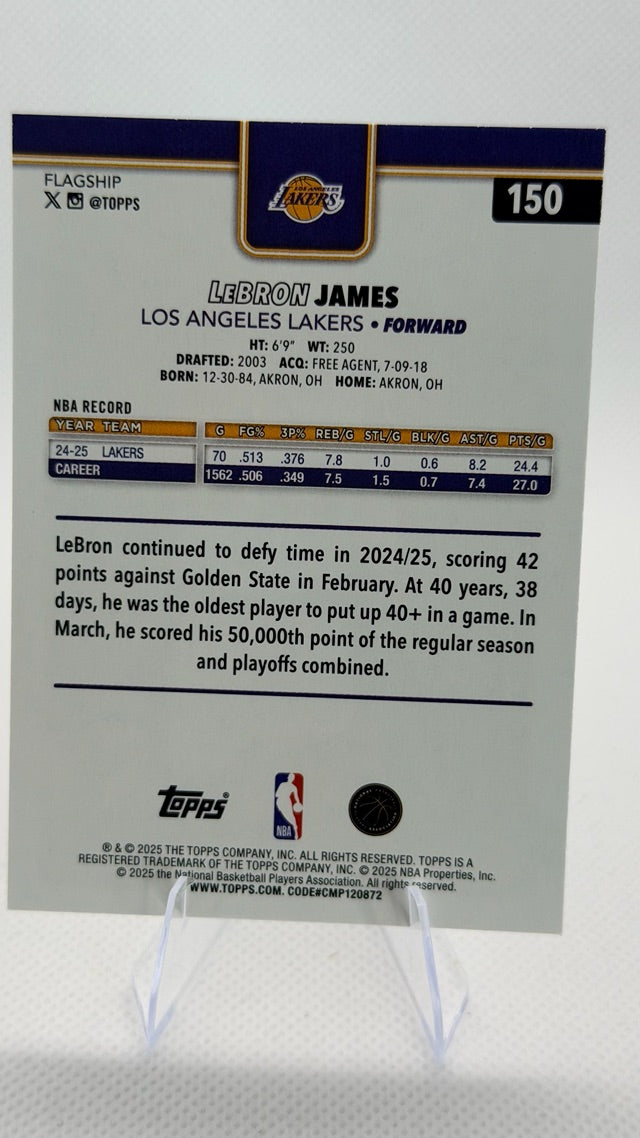 FLAGSHIP
@TOPPS
LOS ANGELES
LAKERS
150
LeBRON JAMES
LOS ANGELES LAKERS • FORWARD
HT: 6'9" WT: 250
DRAFTED: 2003 ACQ: FREE AGENT, 7-09-18
BORN: 12-30-84, AKRON, OH HOME: AKRON, OH
NBA RECORD
YEAR TEAM G FG% 3P% REB/G STL/G BLK/G AST/G PTS/G
24-25 LAKERS 70 .513 .376 7.8 1.0 0.6 8.2 24.4
CAREER 1562 .506 .349 7.5 1.5 0.7 7.4 27.0
LeBron continued to defy time in 2024/25, scoring 42
points against Golden State in February. At 40 years, 38
days, he was the oldest player to put up 40+ in a game. In
March, he scored his 50,000th point of the regular season
and playoffs combined.
topps® NBA
® & © 2025 THE TOPPS COMPANY, INC. ALL RIGHTS RESERVED. TOPPS IS A
REGISTERED TRADEMARK OF THE TOPPS COMPANY, INC. © 2025 NBA Properties, Inc.
© 2025 the National Basketball Players Association. All rights reserved.
WWW.TOPPS.COM. CODE#CMP120872